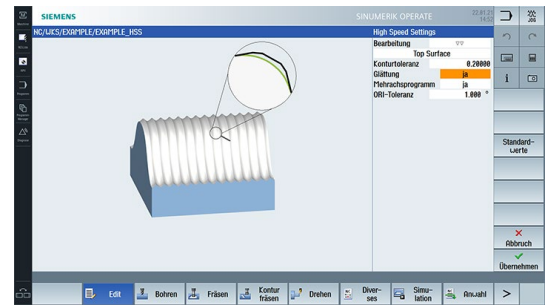 SIEMENS
SINUMERIK OPERATE
JOG
NC/WKS/EXAMPLE/EXAMPLE_HSS
High Speed Settings
Bearbeitung
Top Surface
Konturtoleranz 0.20000
Glättung ja
Mehrachsprogramm ja
ORI-Toleranz 1.000 °
Standard-
werte
Abbruch
Übernehmen
Edit
Bohren
Fräsen
Kontur
fräsen
Drehen
Diver-
ses
Simu-
lation
Anwahl